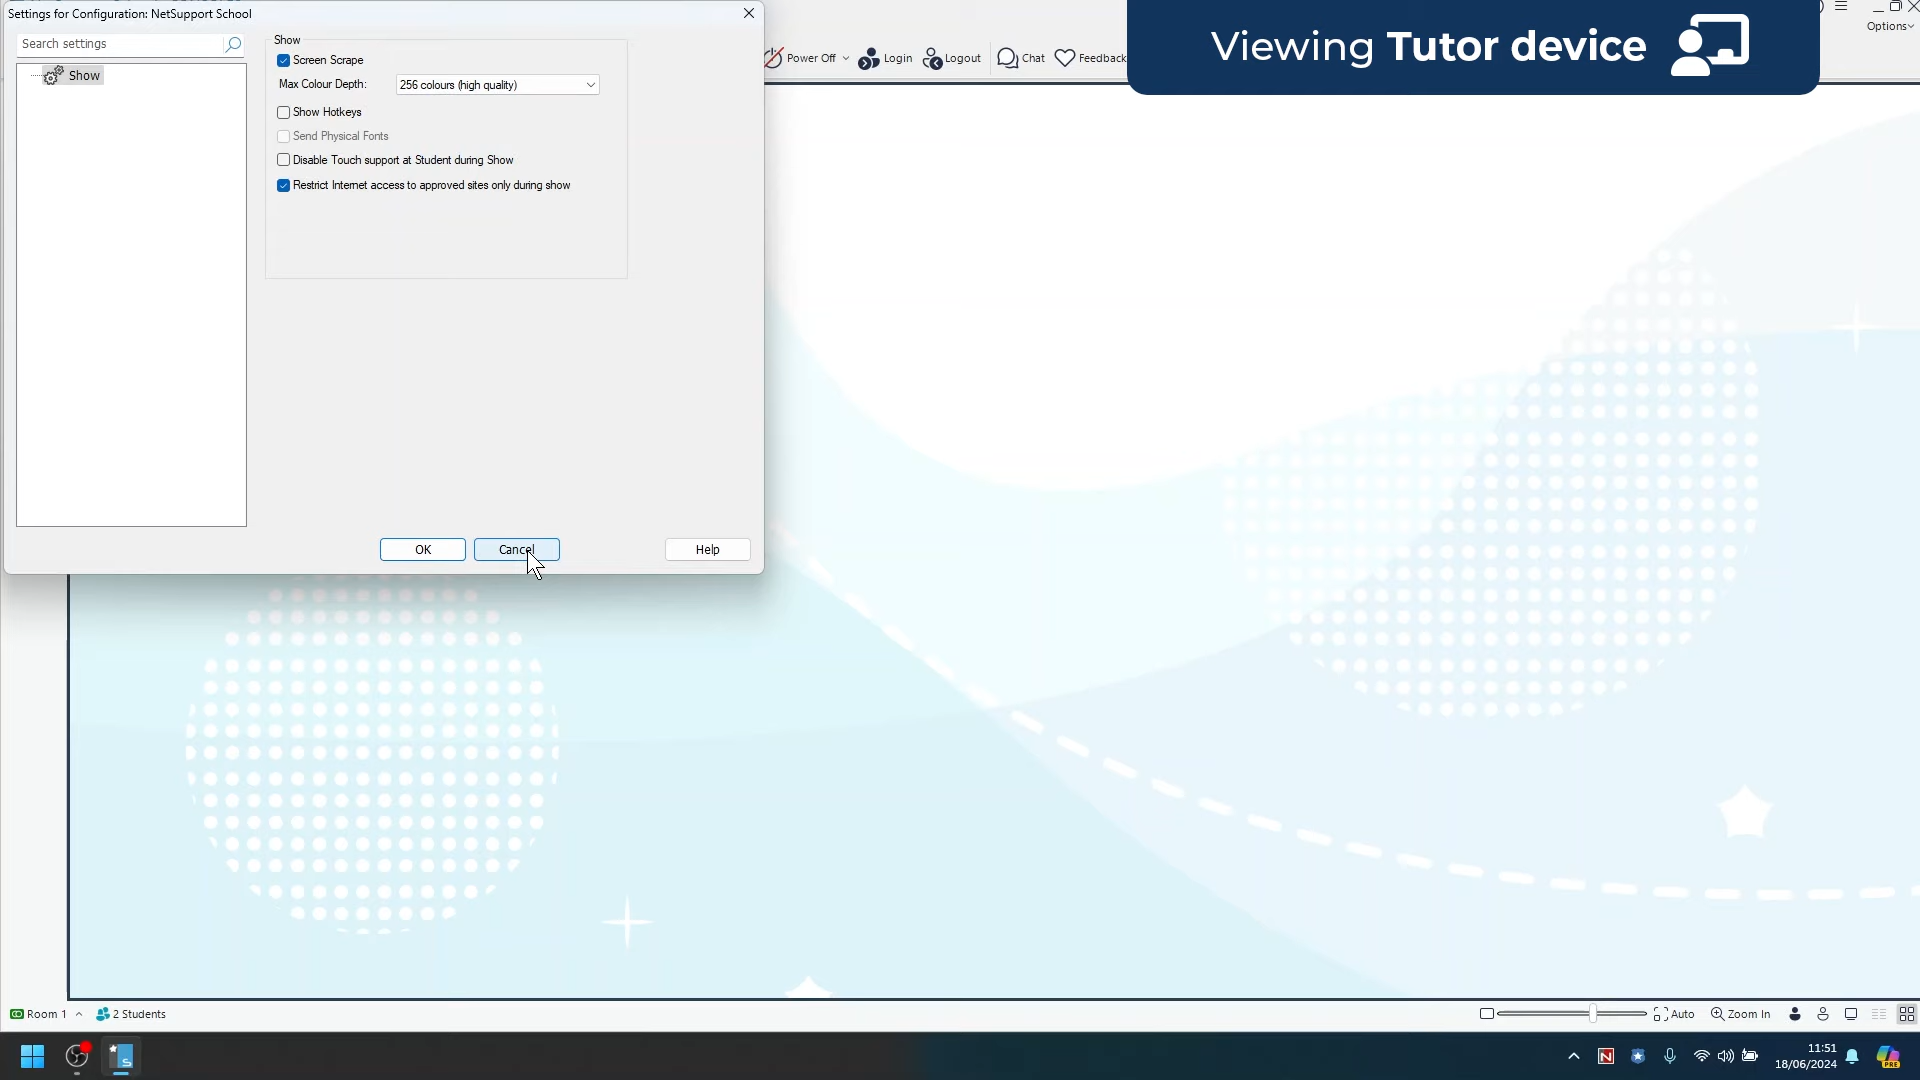 Settings for Configuration: NetSupport School
Search settings
Show
Show
Screen Scrape
Max Colour Depth: 256 colours (high quality)
Show Hotkeys
Send Physical Fonts
Disable Touch support at Student during Show
Restrict Internet access to approved sites only during show
OK Cancel Help
Power Off Login Logout Chat Feedback
Viewing Tutor device
Options
Room 1 2 Students
Auto Zoom In
11:51
18/06/2024